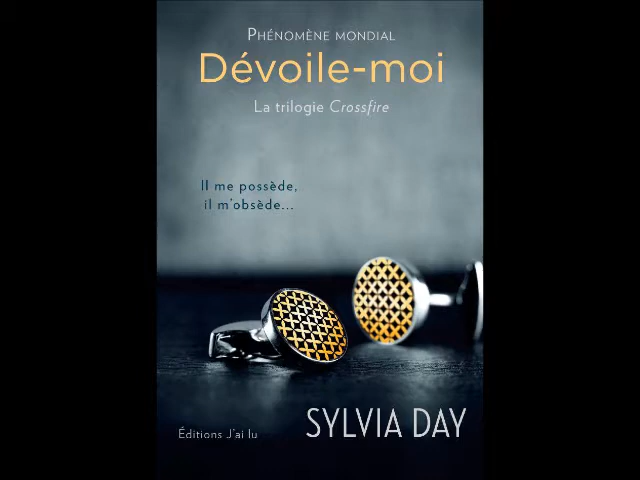 Phénomène mondial
Dévoile-moi
La trilogie Crossfire
Il me possède,
il m'obsède...
SYLVIA DAY
Éditions J'ai lu